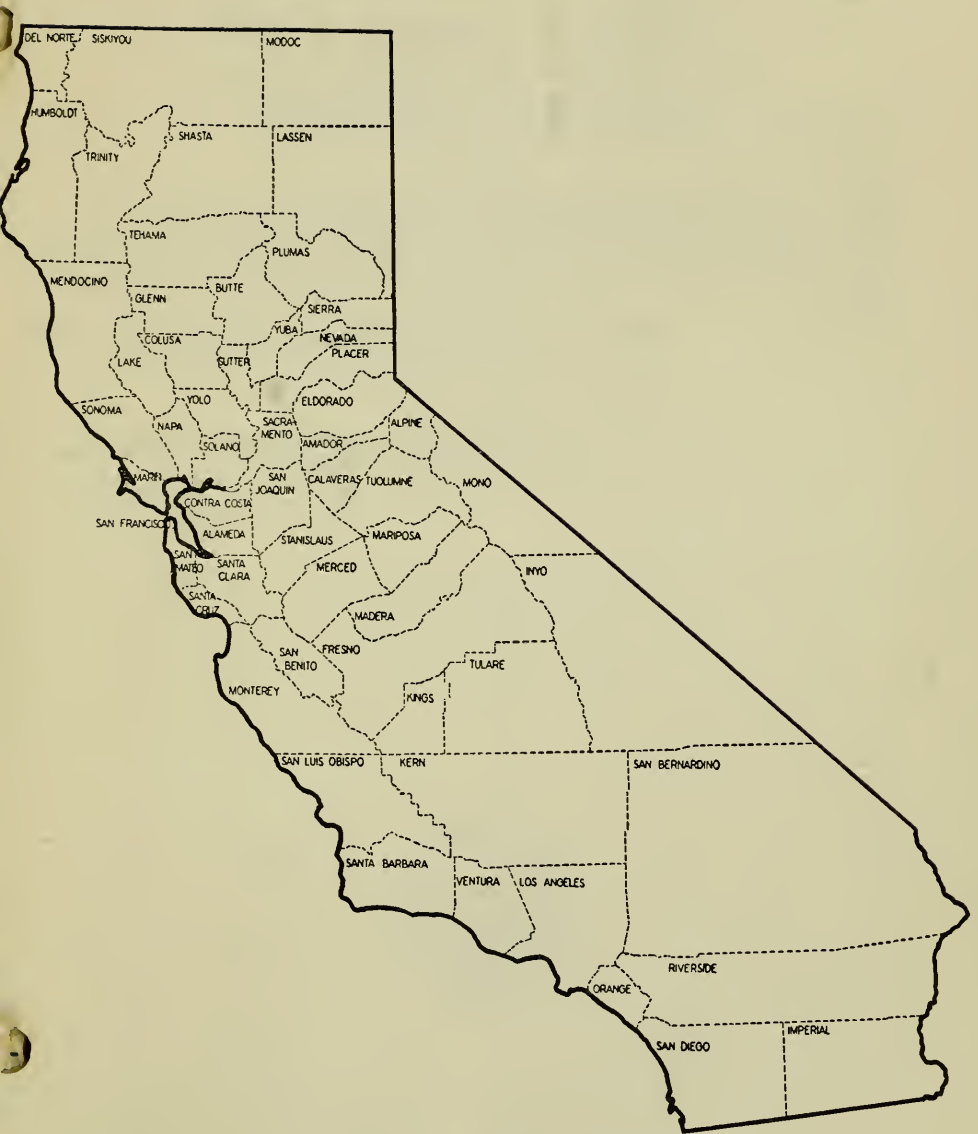 DEL NORTE
SISKIYOU
MODOC
HUMBOLDT
TRINITY
SHASTA
LASSEN
TEHAMA
PLUMAS
MENDOCINO
GLENN
BUTTE
SIERRA
YUBA
NEVADA
COLUSA
LAKE
SUTTER
PLACER
SONOMA
NAPA
YOLO
ELDORADO
SACRA-
MENTO
ALPINE
SOLANO
AMADOR
MARIN
SAN
JOAQUIN
CALAVERAS
TUOLUMNE
MONO
CONTRA COSTA
SAN FRANCISCO
ALAMEDA
STANISLAUS
MARIPOSA
SAN
MATEO
SANTA
CLARA
MERCED
INYO
SANTA
CRUZ
MADERA
SAN
BENITO
FRESNO
TULARE
MONTEREY
KINGS
SAN LUIS OBISPO
KERN
SAN BERNARDINO
SANTA BARBARA
VENTURA
LOS ANGELES
RIVERSIDE
ORANGE
SAN DIEGO
IMPERIAL